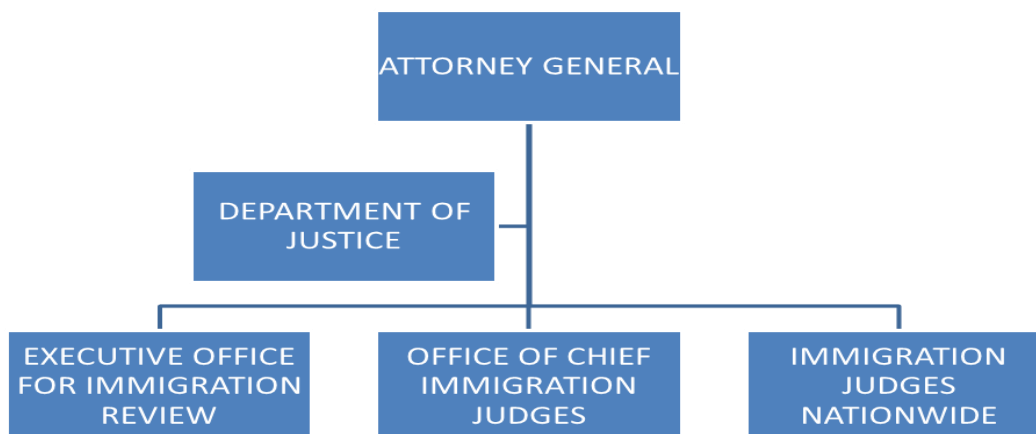 ATTORNEY GENERAL
DEPARTMENT OF
JUSTICE
EXECUTIVE OFFICE
FOR IMMIGRATION
REVIEW
OFFICE OF CHIEF
IMMIGRATION
JUDGES
IMMIGRATION
JUDGES
NATIONWIDE